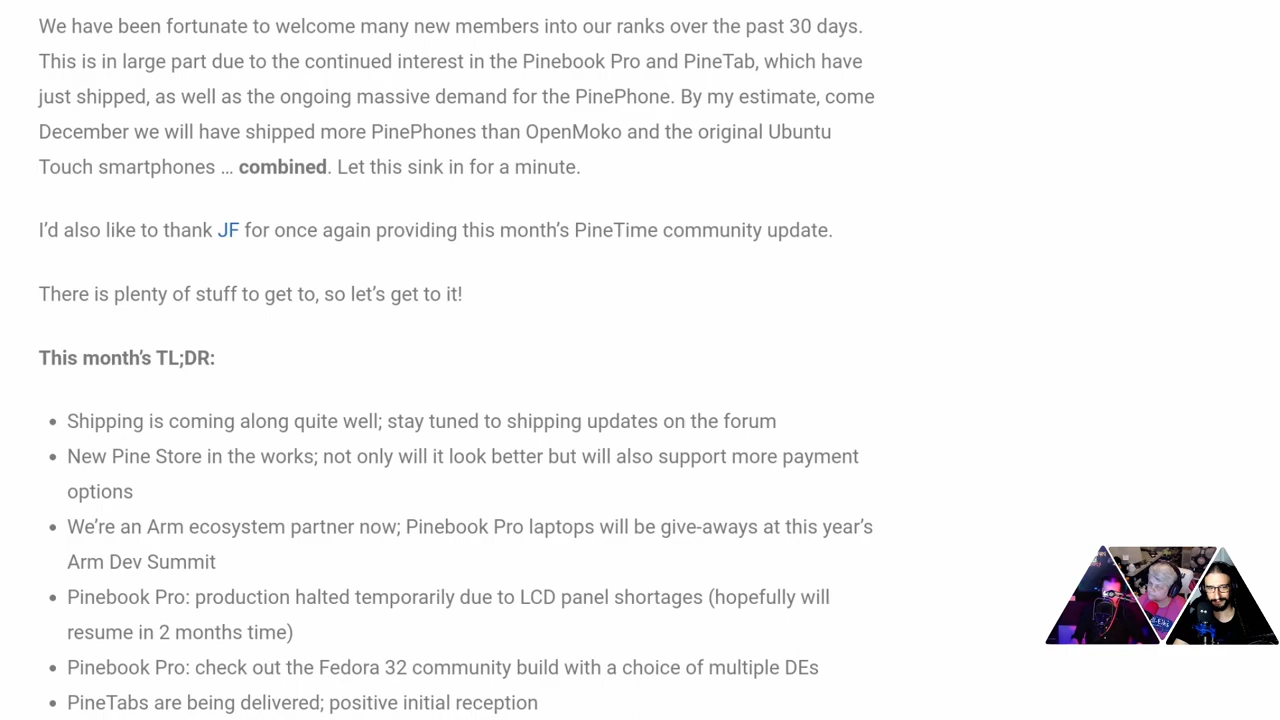 We have been fortunate to welcome many new members into our ranks over the past 30 days.
This is in large part due to the continued interest in the Pinebook Pro and PineTab, which have
just shipped, as well as the ongoing massive demand for the PinePhone. By my estimate, come
December we will have shipped more PinePhones than OpenMoko and the original Ubuntu
Touch smartphones … combined. Let this sink in for a minute.
I’d also like to thank JF for once again providing this month’s PineTime community update.
There is plenty of stuff to get to, so let’s get to it!
This month’s TL;DR:
• Shipping is coming along quite well; stay tuned to shipping updates on the forum
• New Pine Store in the works; not only will it look better but will also support more payment
options
• We’re an Arm ecosystem partner now; Pinebook Pro laptops will be give-aways at this year’s
Arm Dev Summit
• Pinebook Pro: production halted temporarily due to LCD panel shortages (hopefully will
resume in 2 months time)
• Pinebook Pro: check out the Fedora 32 community build with a choice of multiple DEs
• PineTabs are being delivered; positive initial reception